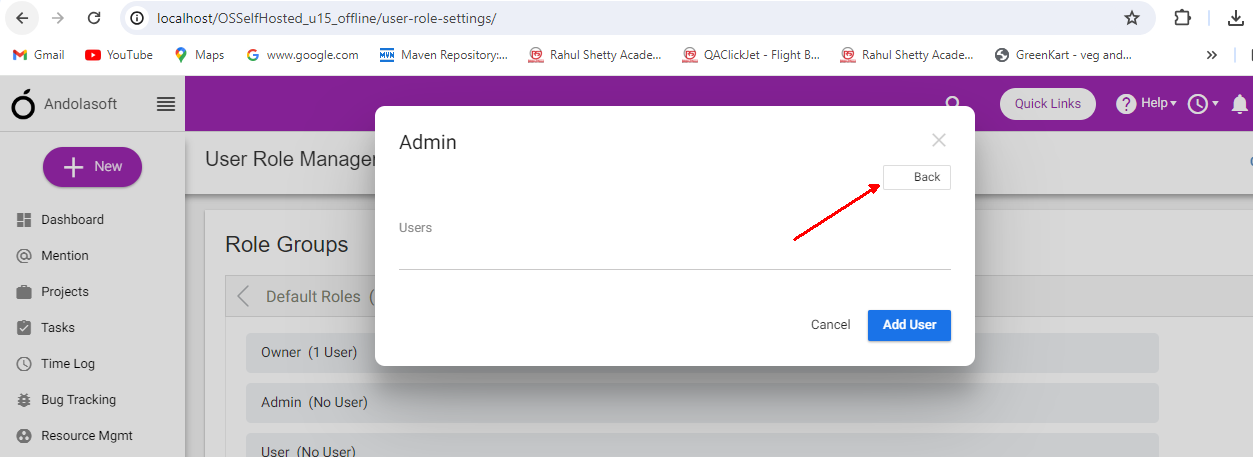 localhost/OSSelfHosted_u15_offline/user-role-settings/
Gmail YouTube Maps www.google.com Maven Repository:... Rahul Shetty Acade... QAClickJet - Flight B... Rahul Shetty Acade... GreenKart - veg and... »
Andolasoft Quick Links Help
New
User Role Manager
Admin
Back
Dashboard
Mention
Projects
Tasks
Time Log
Bug Tracking
Resource Mgmt
Role Groups
Users
Default Roles (
Cancel Add User
Owner (1 User)
Admin (No User)
User (No User)